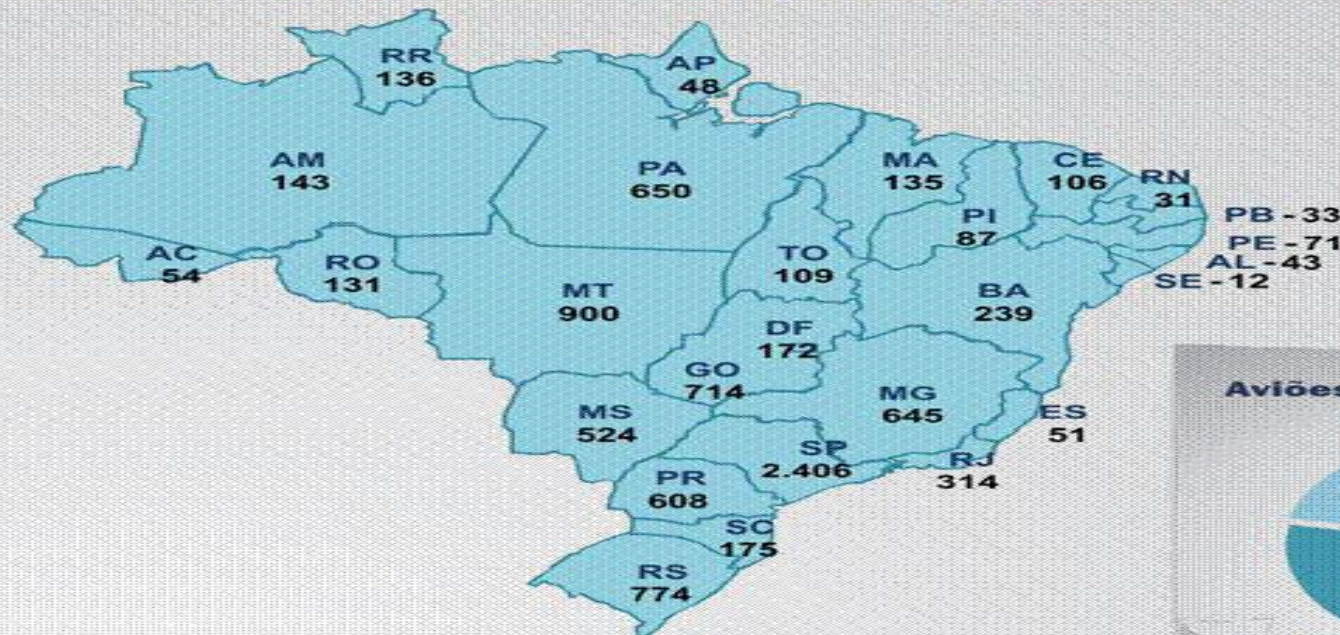 RR
136
AP
48
AM
143
PA
650
MA
135
CE
106
RN
31
PI
87
PB - 33
PE - 71
AL - 43
SE - 12
AC
54
RO
131
TO
109
MT
900
BA
239
DF
172
GO
714
MG
645
MS
524
ES
51
SP
2.406
RJ
314
PR
608
SC
175
RS
774
Aviões